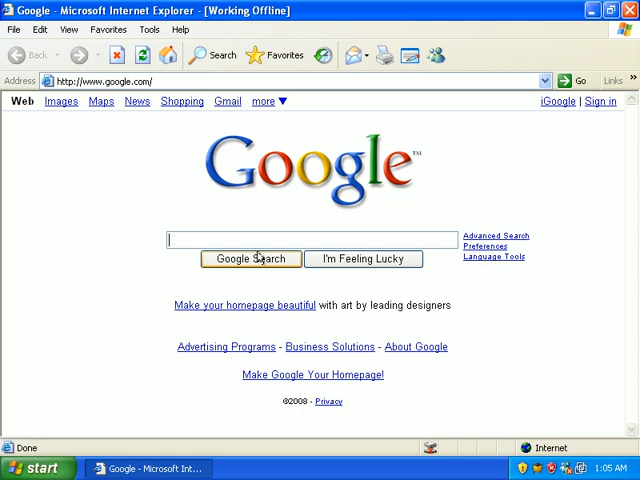 Google - Microsoft Internet Explorer - [Working Offline]
File Edit View Favorites Tools Help
Back Search Favorites
Address http://www.google.com/ Go Links »
Web Images Maps News Shopping Gmail more ▼ iGoogle | Sign in
Google™
Advanced Search
Preferences
Language Tools
Google Search I'm Feeling Lucky
Make your homepage beautiful with art by leading designers
Advertising Programs - Business Solutions - About Google
Make Google Your Homepage!
©2008 - Privacy
Done Internet
start Google - Microsoft Int... 1:05 AM